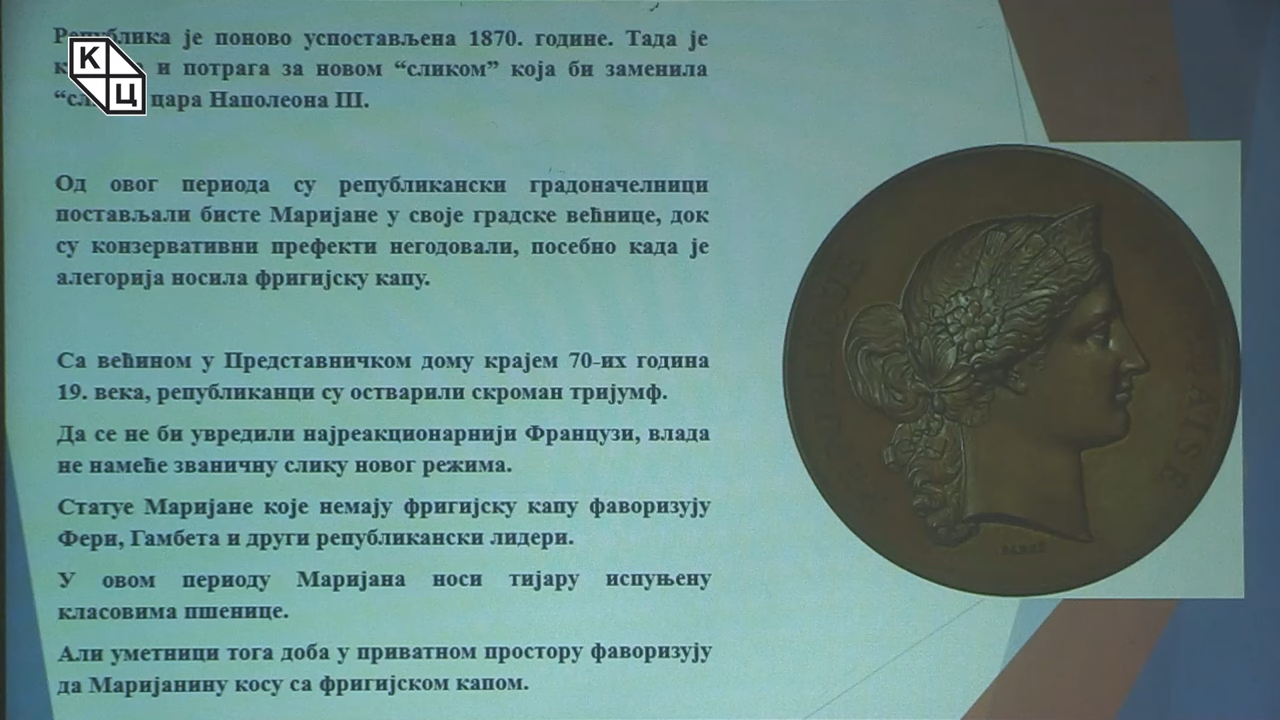 Република је поново успостављена 1870. године. Тада је
и потрага за новом “сликом” која би заменила
цара Наполеона III.
К
Ц
Од овог периода су републикански градоначелници
постављали бисте Маријане у своје градске већнице, док
су конзервативни префекти негодовали, посебно када је
алегорија носила фригијску капу.
Са већином у Представничком дому крајем 70-их година
19. века, републиканци су остварили скроман тријумф.
Да се не би увредили најреакционарнији Французи, влада
не намеће званичну слику новог режима.
Статуе Маријане које немају фригијску капу фаворизују
Фери, Гамбета и други републикански лидери.
У овом периоду Маријана носи тијару испуњену
класовима пшенице.
Али уметници тога доба у приватном простору фаворизују
да Маријанину косу са фригијском капом.